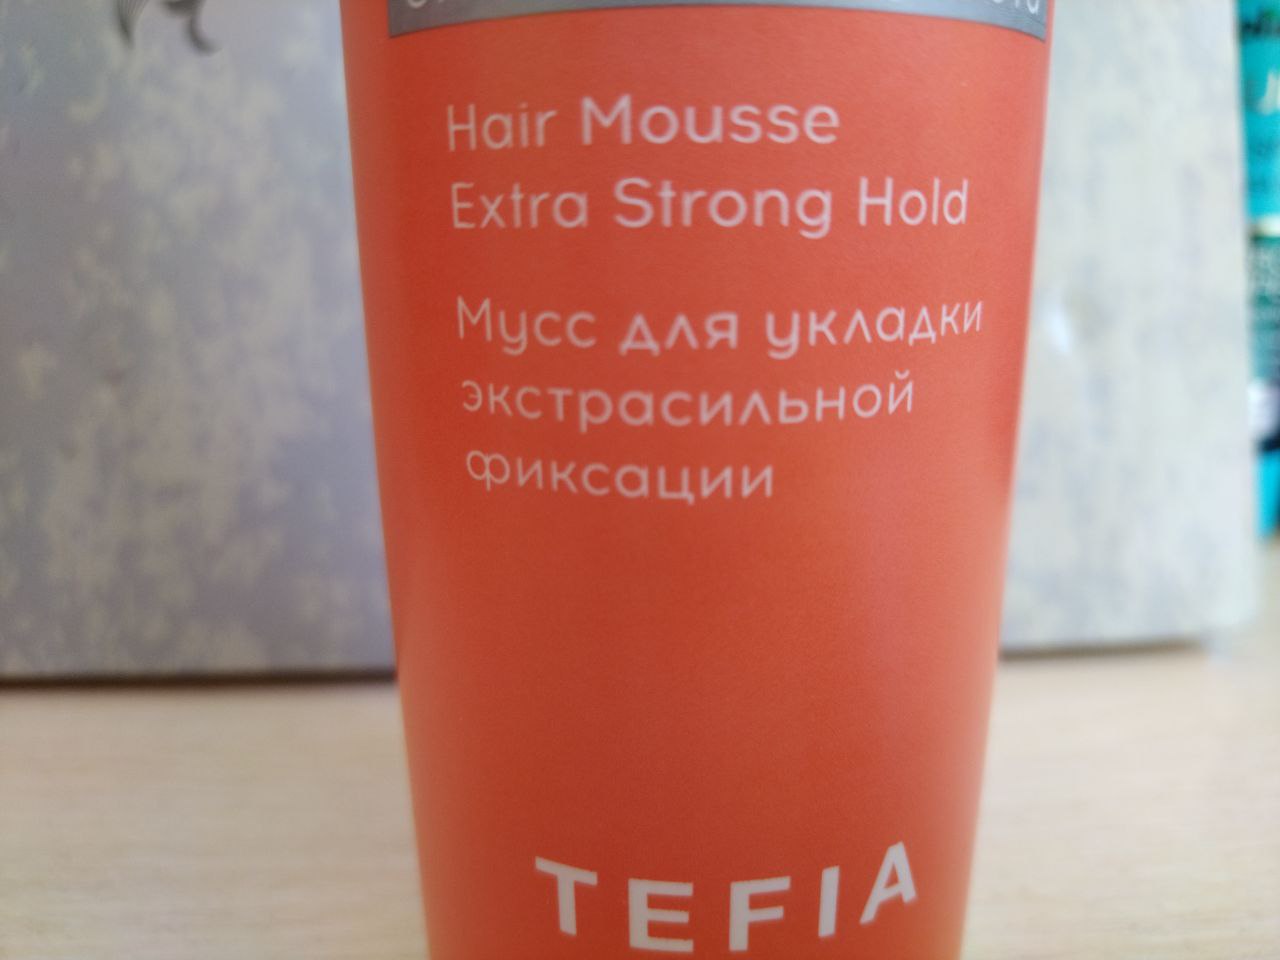 Hair Mousse
Extra Strong Hold
Мусс для укладки
экстрасильной
фиксации
TEFIA